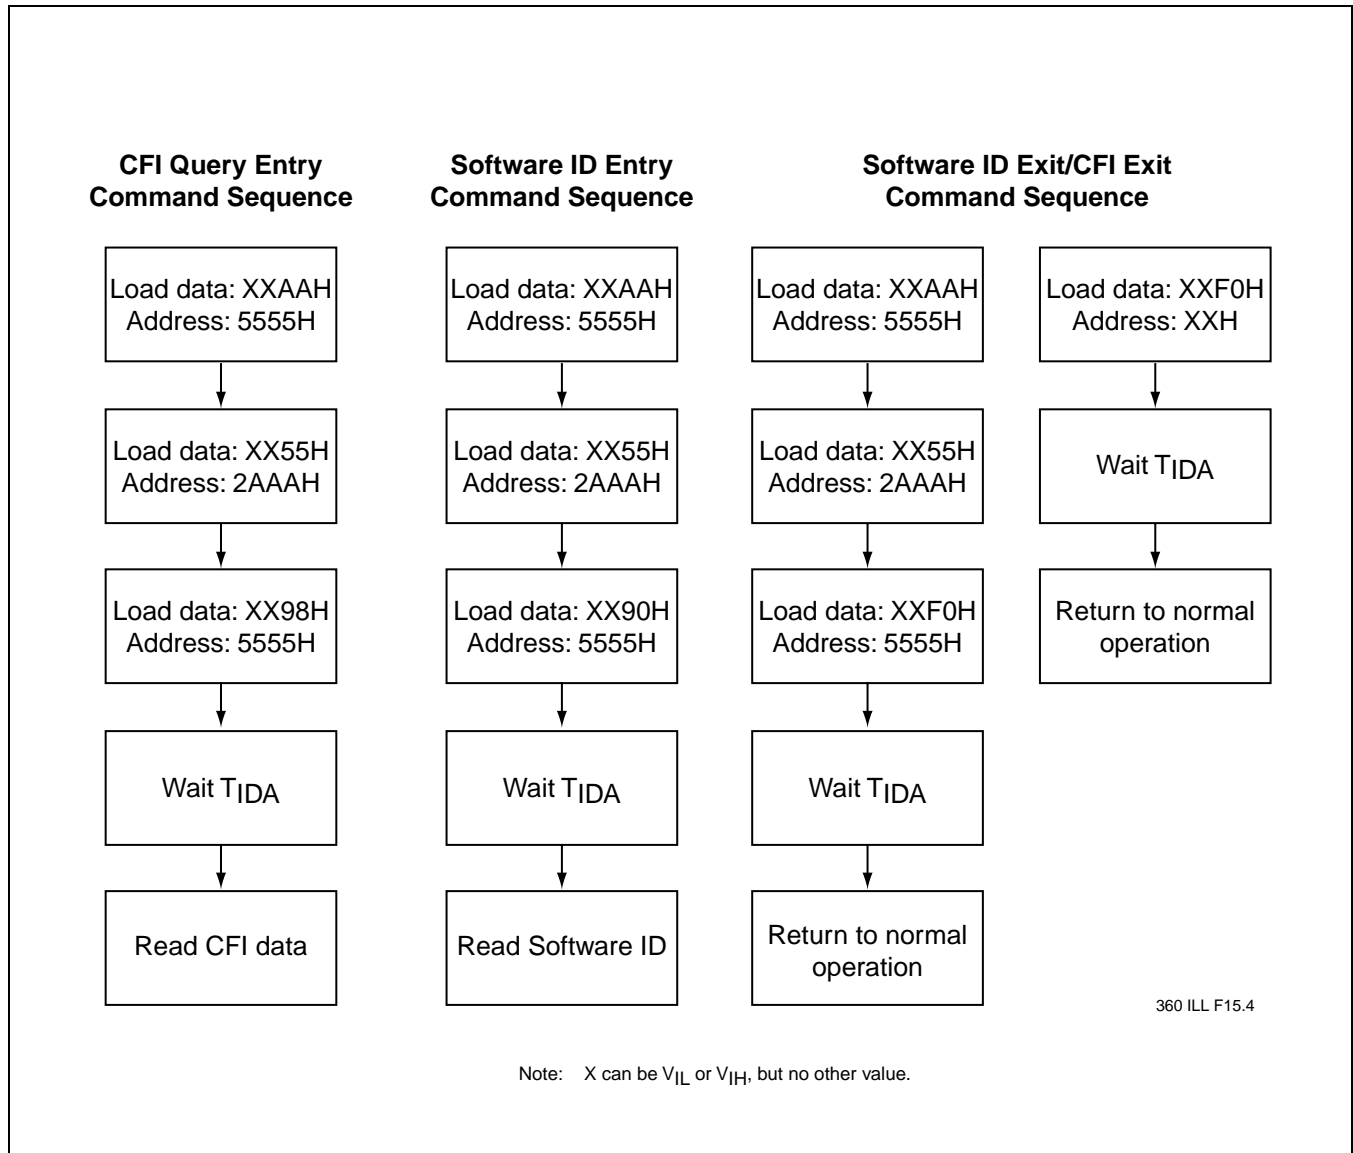 CFI Query Entry
Command Sequence
Load data: XXAAH
Address: 5555H
Load data: XX55H
Address: 2AAAH
Load data: XX98H
Address: 5555H
Wait TIDA
Read CFI data
Software ID Entry
Command Sequence
Load data: XXAAH
Address: 5555H
Load data: XX55H
Address: 2AAAH
Load data: XX90H
Address: 5555H
Wait TIDA
Read Software ID
Software ID Exit/CFI Exit
Command Sequence
Load data: XXAAH
Address: 5555H
Load data: XX55H
Address: 2AAAH
Load data: XXF0H
Address: 5555H
Wait TIDA
Return to normal
operation
Load data: XXF0H
Address: XXH
Wait TIDA
Return to normal
operation
360 ILL F15.4
Note: X can be VIL or VIH, but no other value.